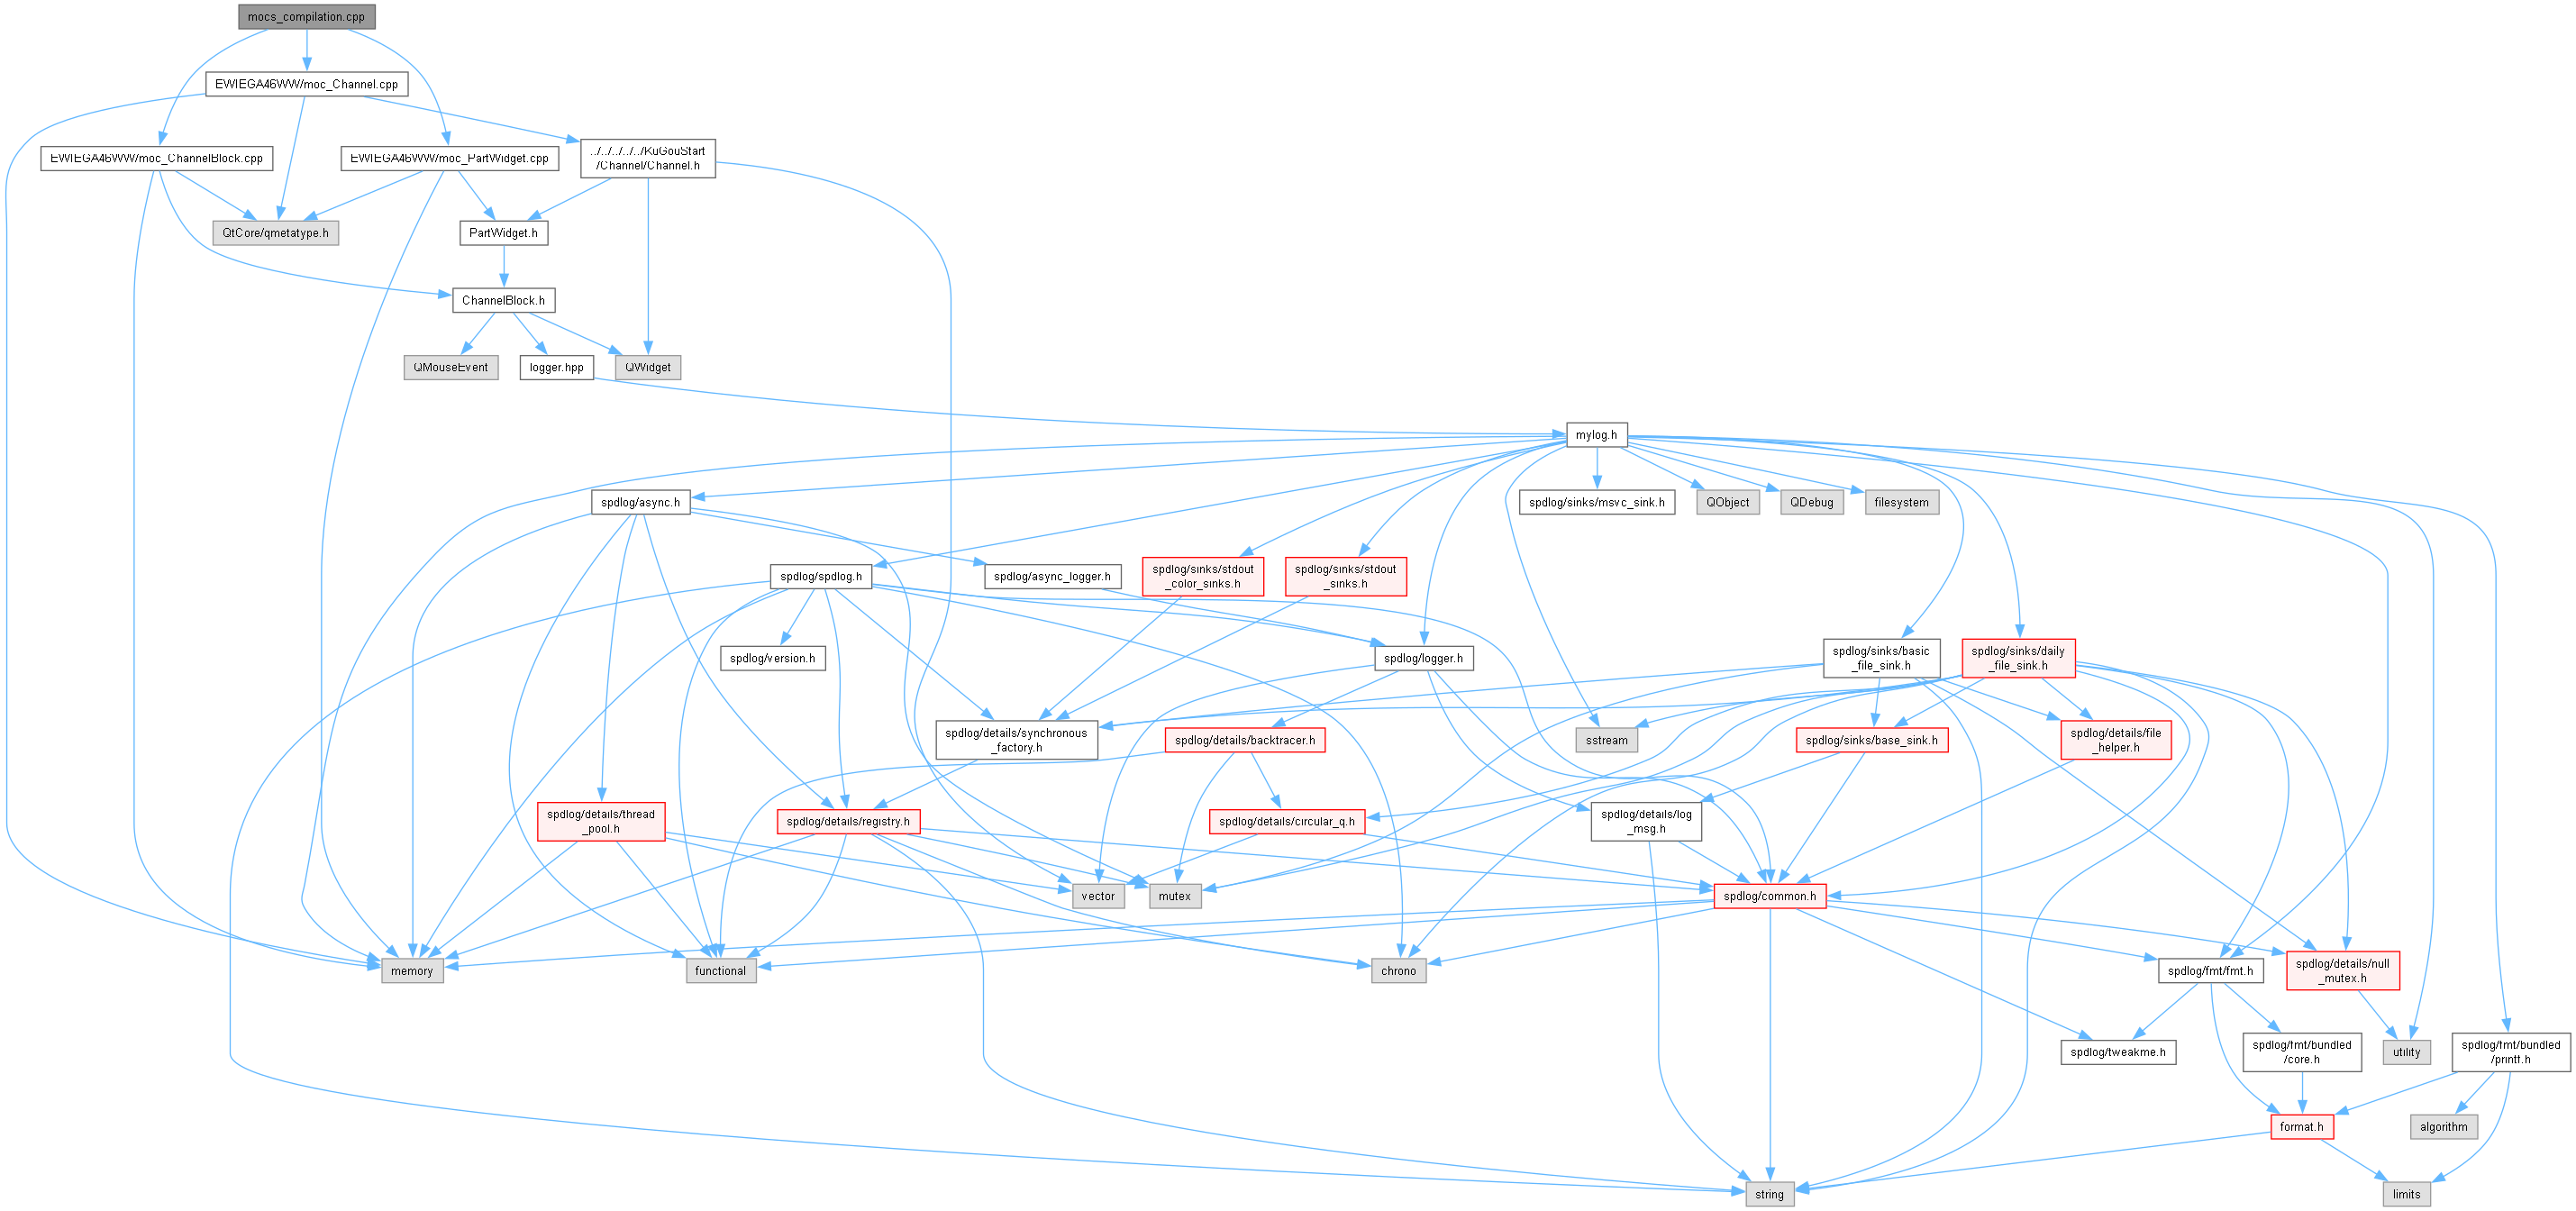 mocs_compilation.cpp
EWIEGA46WW/moc_Channel.cpp
EWIEGA46WW/moc_ChannelBlock.cpp
EWIEGA46WW/moc_PartWidget.cpp
../../../../../KuGouStart
/Channel/Channel.h
QtCore/qmetatype.h
PartWidget.h
ChannelBlock.h
QMouseEvent
logger.hpp
QWidget
mylog.h
spdlog/async.h
spdlog/sinks/msvc_sink.h
QObject
QDebug
filesystem
spdlog/spdlog.h
spdlog/async_logger.h
spdlog/sinks/stdout
_color_sinks.h
spdlog/sinks/stdout
_sinks.h
spdlog/version.h
spdlog/logger.h
spdlog/sinks/basic
_file_sink.h
spdlog/sinks/daily
_file_sink.h
spdlog/details/synchronous
_factory.h
spdlog/details/backtracer.h
sstream
spdlog/sinks/base_sink.h
spdlog/details/file
_helper.h
spdlog/details/thread
_pool.h
spdlog/details/registry.h
spdlog/details/circular_q.h
spdlog/details/log
_msg.h
vector
mutex
spdlog/common.h
memory
functional
chrono
spdlog/fmt/fmt.h
spdlog/details/null
_mutex.h
spdlog/tweakme.h
spdlog/fmt/bundled
/core.h
utility
spdlog/fmt/bundled
/printf.h
format.h
algorithm
string
limits